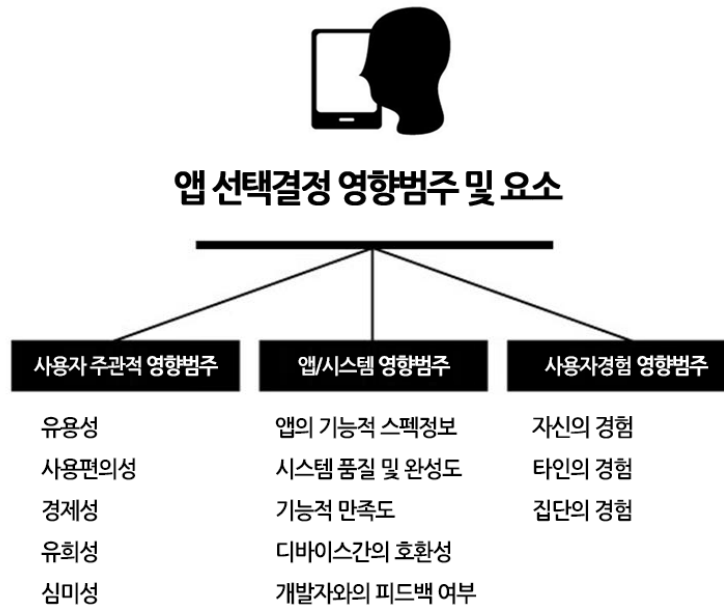 앱 선택결정 영향범주 및 요소
사용자 주관적 영향범주
유용성
사용편의성
경제성
유희성
심미성
앱/시스템 영향범주
앱의 기능적 스펙정보
시스템 품질 및 완성도
기능적 만족도
디바이스간의 호환성
개발자와의 피드백 여부
사용자경험 영향범주
자신의 경험
타인의 경험
집단의 경험